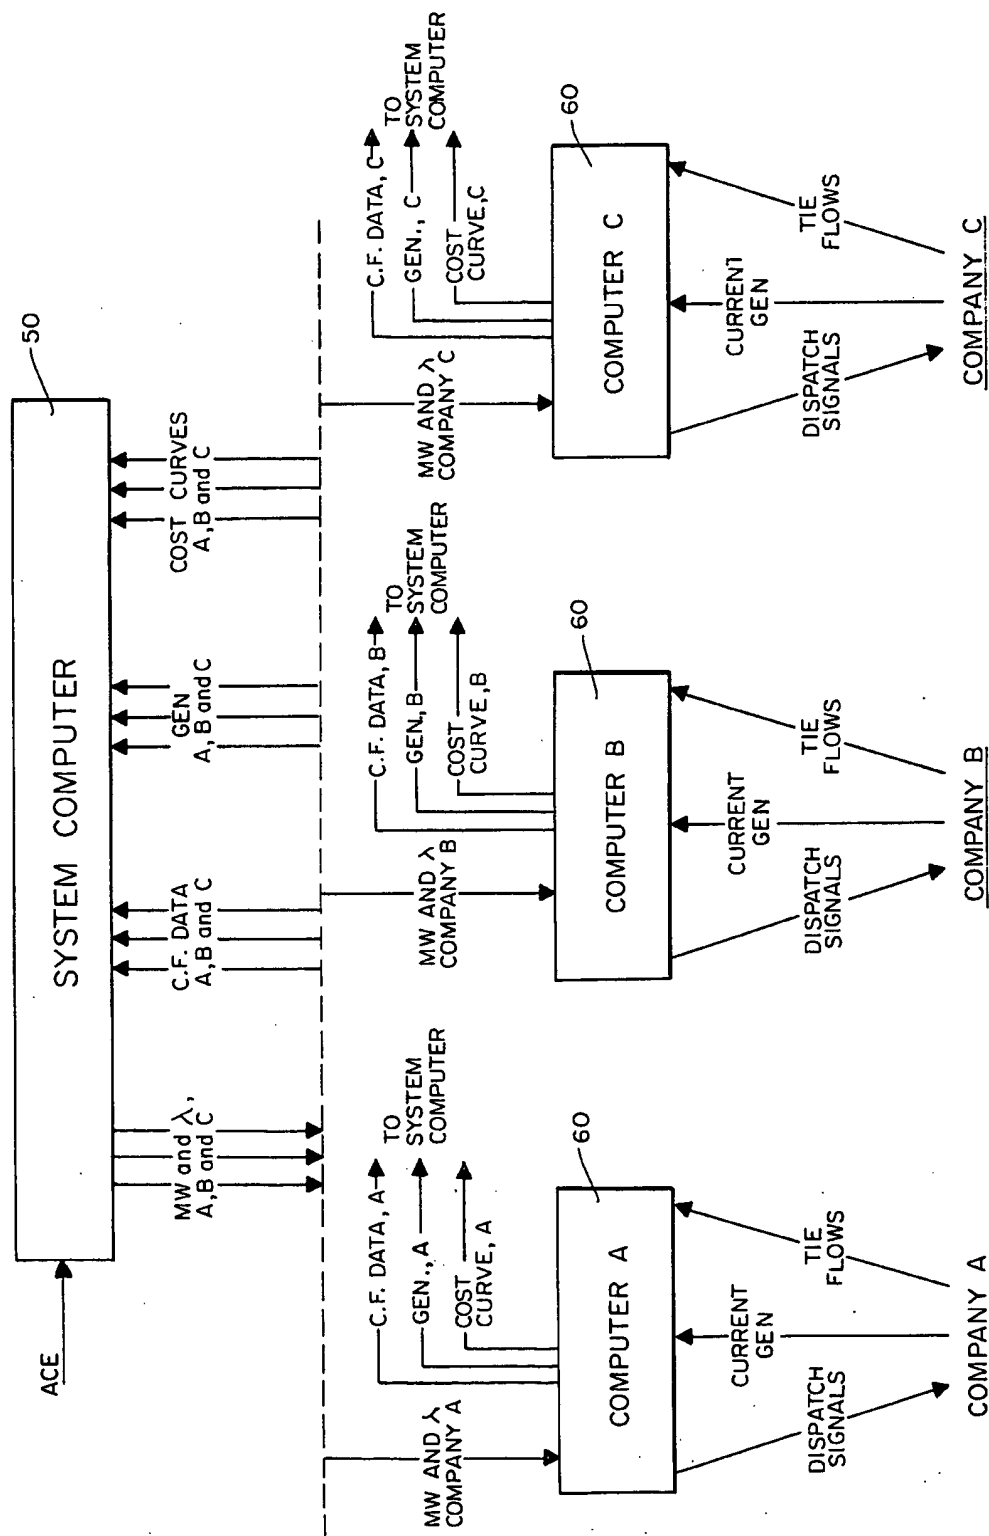 50
SYSTEM COMPUTER
ACE
MW and λ,
A, B and C
C.F. DATA
A, B and C
GEN
A, B and C
COST CURVES
A, B and C
MW AND λ
COMPANY A
C.F. DATA, A
GEN., A
COST
CURVE, A
TO
SYSTEM
COMPUTER
60
COMPUTER A
DISPATCH
SIGNALS
CURRENT
GEN
TIE
FLOWS
COMPANY A
MW AND λ
COMPANY B
C.F. DATA, B
GEN, B
COST
CURVE, B
TO
SYSTEM
COMPUTER
60
COMPUTER B
DISPATCH
SIGNALS
CURRENT
GEN
TIE
FLOWS
COMPANY B
MW AND λ
COMPANY C
C.F. DATA, C
GEN., C
COST
CURVE, C
TO
SYSTEM
COMPUTER
60
COMPUTER C
DISPATCH
SIGNALS
CURRENT
GEN
TIE
FLOWS
COMPANY C